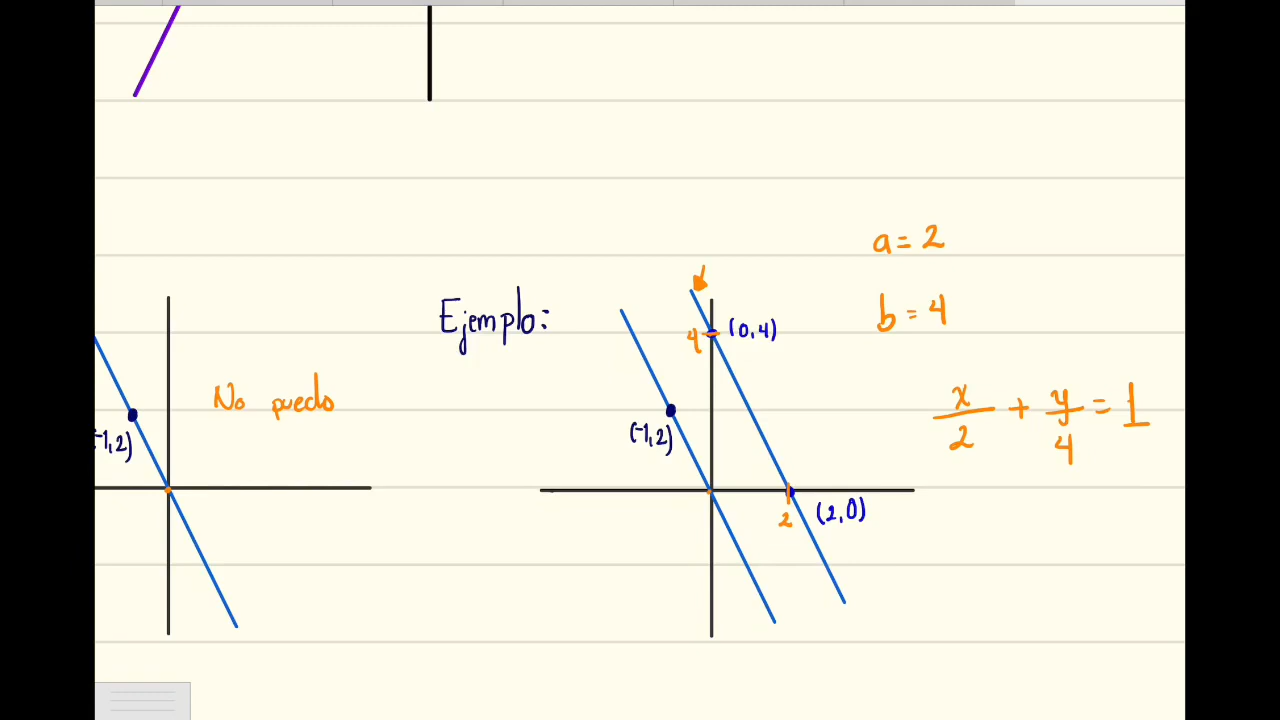 a = 2
b = 4
Ejemplo:
4 (0,4)
No puedo
x/2 + y/4 = 1
(-1,2)
(-1,2)
2 (2,0)